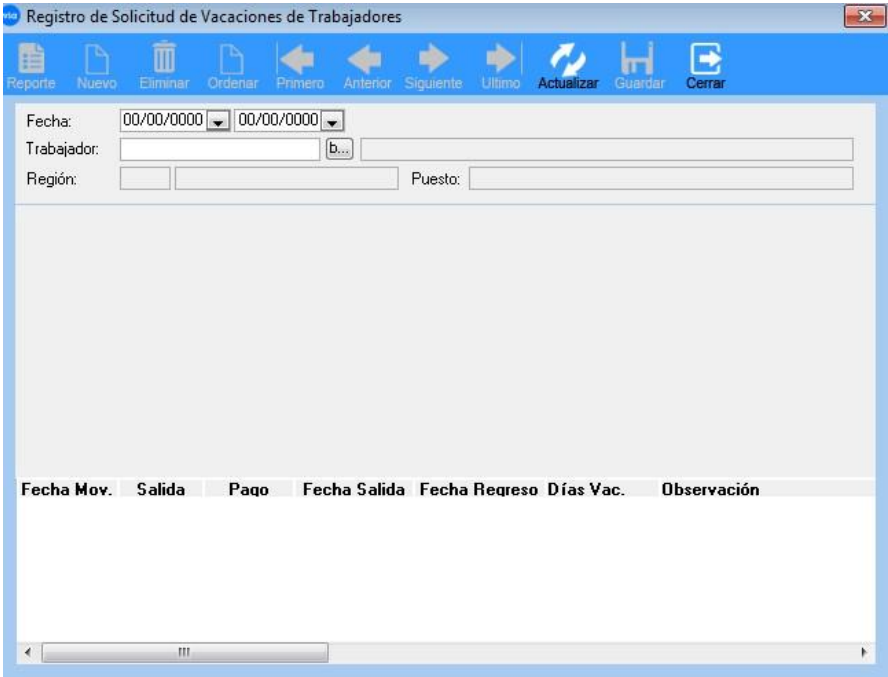 Registro de Solicitud de Vacaciones de Trabajadores
Reporte Nuevo Eliminar Ordenar Primero Anterior Siguiente Ultimo Actualizar Guardar Cerrar
Fecha: 00/00/0000 00/00/0000
Trabajador: b...
Región: Puesto:
Fecha Mov. Salida Pago Fecha Salida Fecha Regreso Días Vac. Observación